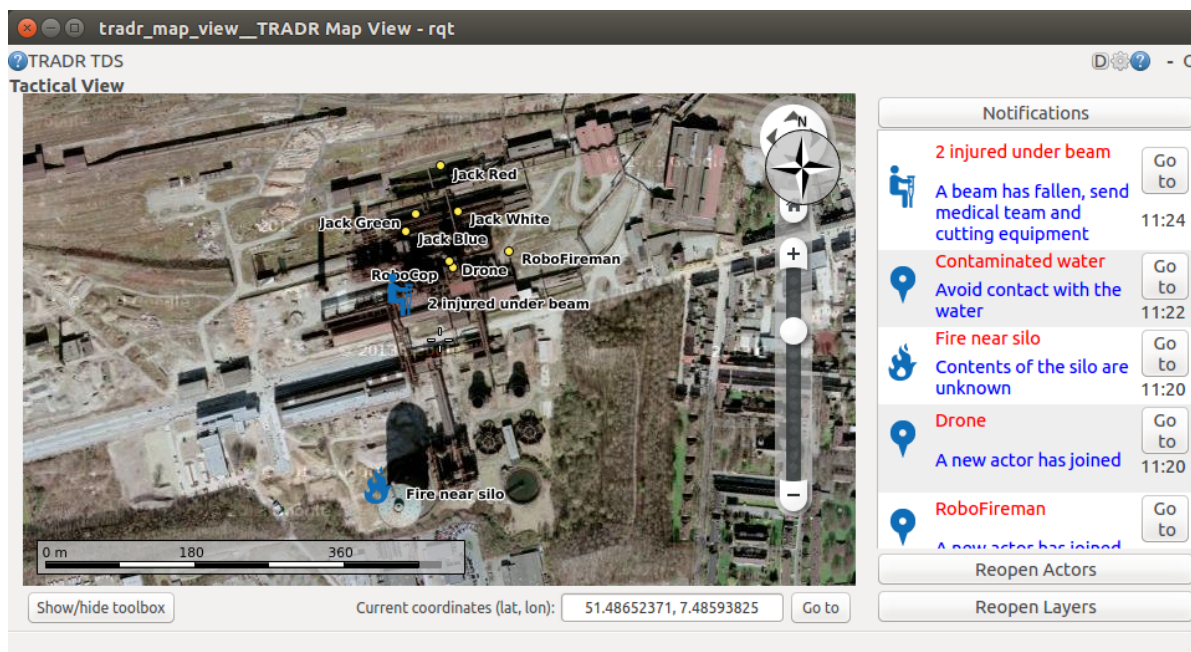 tradr_map_view__TRADR Map View - rqt
TRADR TDS
D - C
Tactical View
N
Jack Red
Jack Green
Jack White
Jack Blue
RoboFireman
RoboCop
Drone
2 injured under beam
Fire near silo
0 m 180 360
Show/hide toolbox
Current coordinates (lat, lon):
51.48652371, 7.48593825
Go to
Notifications
2 injured under beam
A beam has fallen, send
medical team and
cutting equipment
Go
to
11:24
Contaminated water
Avoid contact with the
water
Go
to
11:22
Fire near silo
Contents of the silo are
unknown
Go
to
11:20
Drone
A new actor has joined
Go
to
11:20
RoboFireman
A new actor has joined
Go
to
Reopen Actors
Reopen Layers